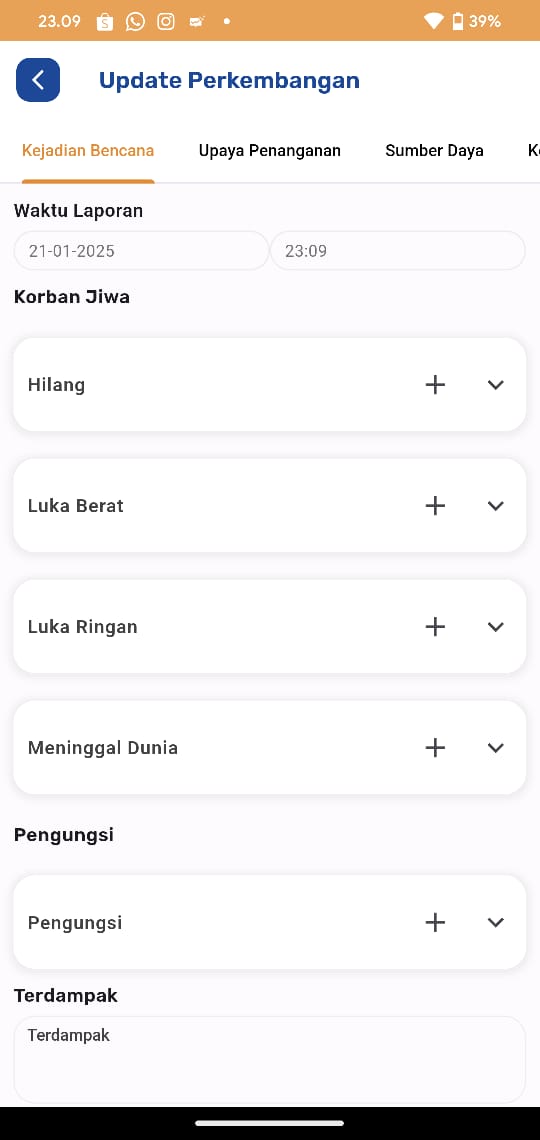 23.09 39%
Update Perkembangan
Kejadian Bencana Upaya Penanganan Sumber Daya
Waktu Laporan
21-01-2025 23:09
Korban Jiwa
Hilang
Luka Berat
Luka Ringan
Meninggal Dunia
Pengungsi
Pengungsi
Terdampak
Terdampak